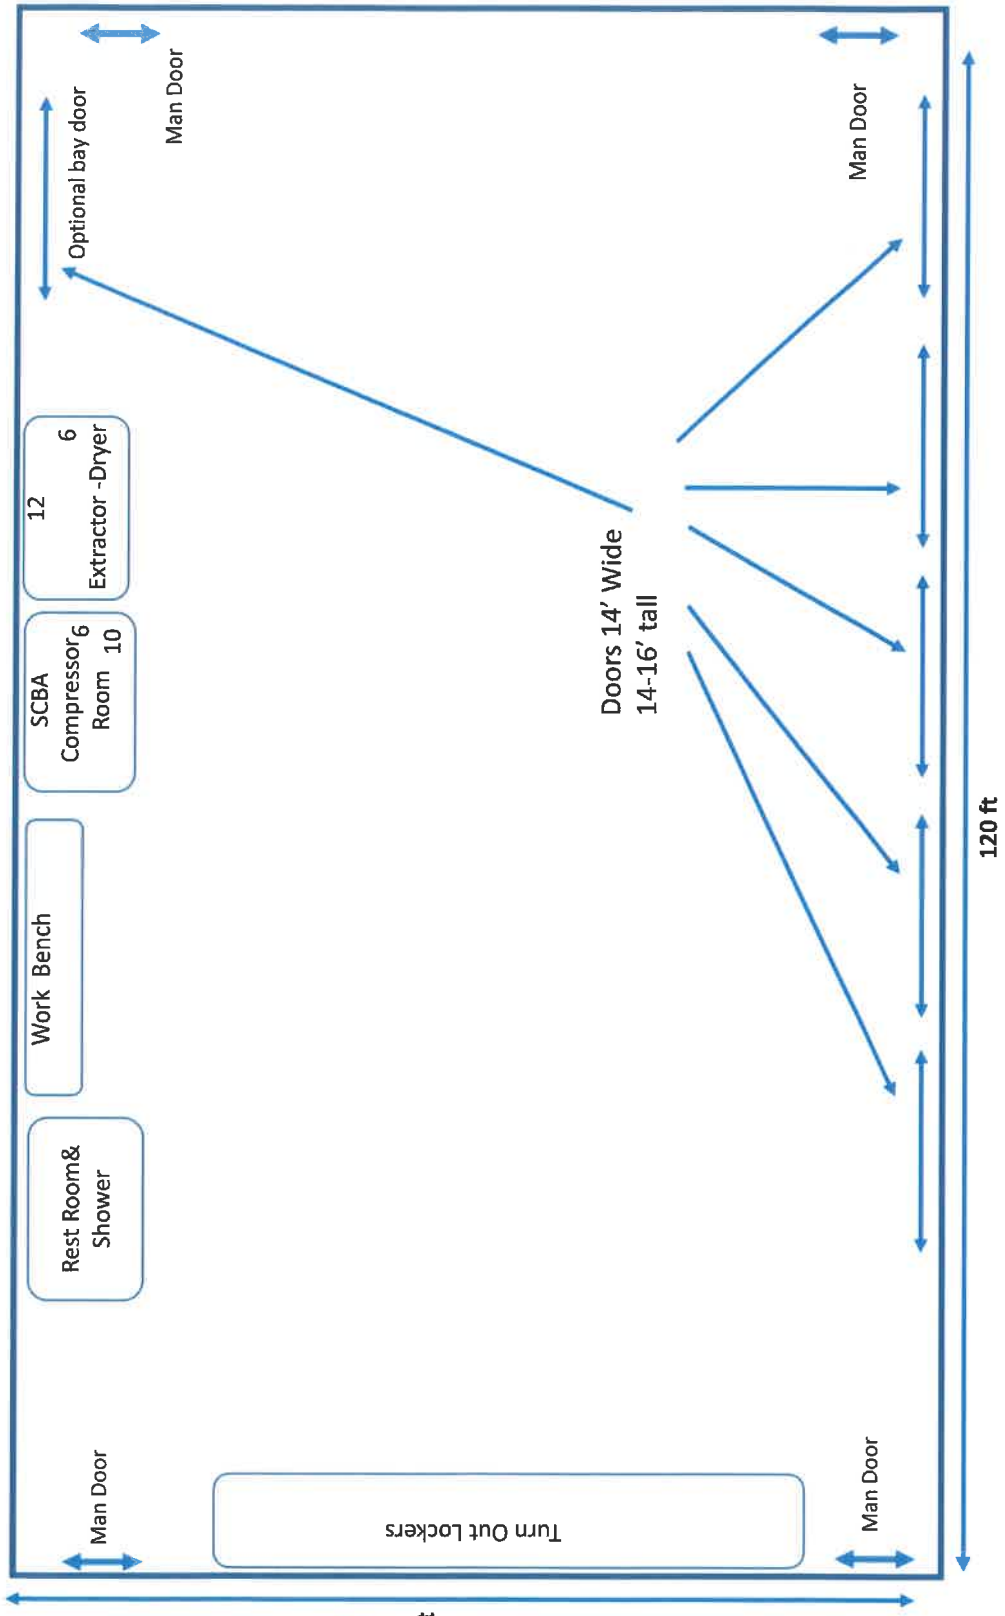 Optional bay door
Man Door
Man Door
12
6
Extractor -Dryer
SCBA
Compressor
6
Room
10
Work Bench
Rest Room&
Shower
Doors 14' Wide
14-16' tall
Man Door
Turn Out Lockers
Man Door
120 ft